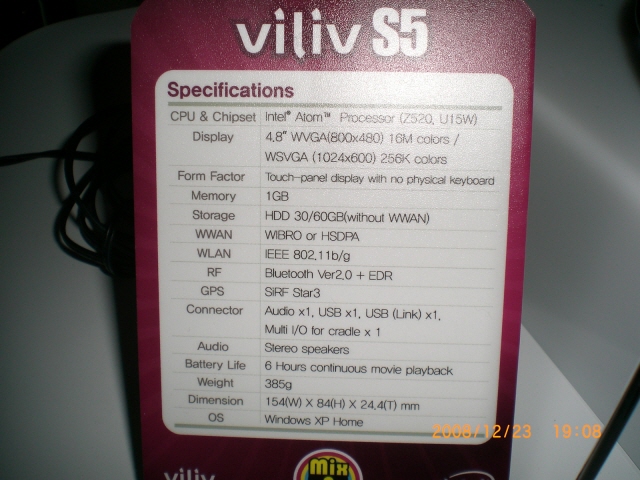 viliv S5
Specifications
CPU & Chipset Intel® Atom™ Processor (Z520, U15W)
Display 4.8" WVGA(800x480) 16M colors /
WSVGA (1024x600) 256K colors
Form Factor Touch-panel display with no physical keyboard
Memory 1GB
Storage HDD 30/60GB(without WWAN)
WWAN WIBRO or HSDPA
WLAN IEEE 802.11b/g
RF Bluetooth Ver2.0 + EDR
GPS SiRF Star3
Connector Audio x1, USB x1, USB (Link) x1,
Multi I/O for cradle x 1
Audio Stereo speakers
Battery Life 6 Hours continuous movie playback
Weight 385g
Dimension 154(W) X 84(H) X 24.4(T) mm
OS Windows XP Home
2008/12/23 19:08
viliv mix